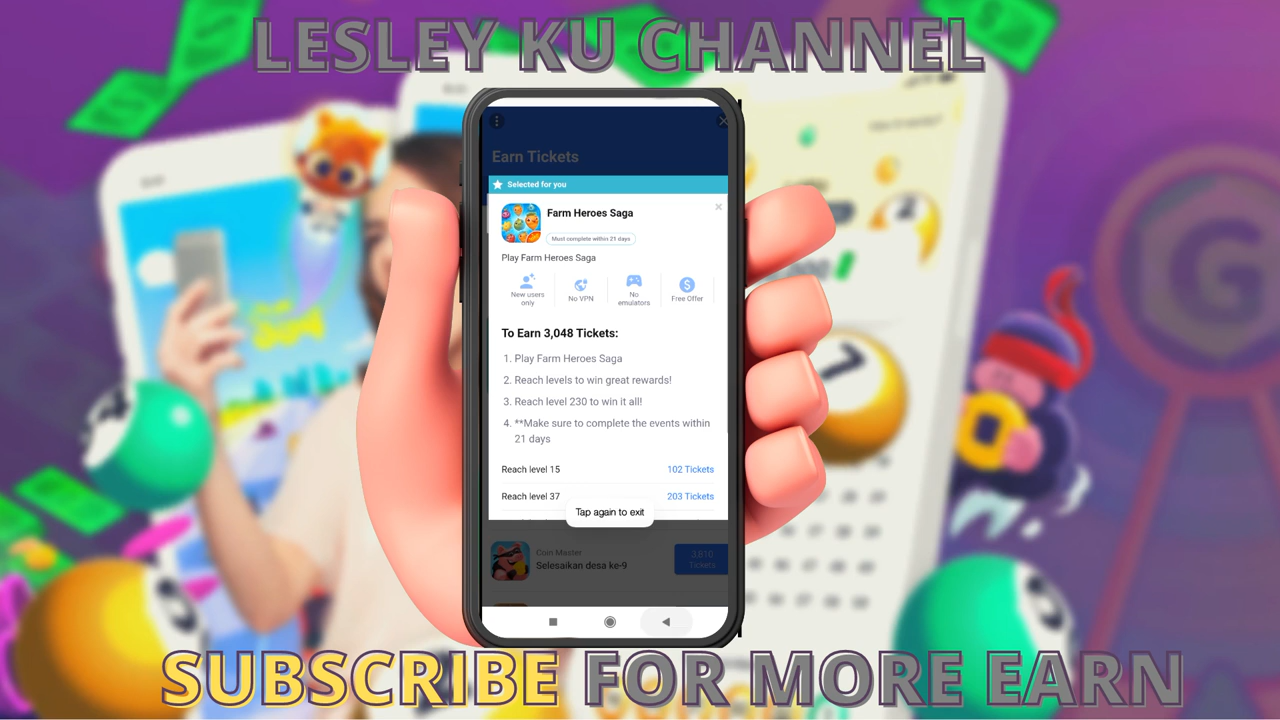 LESLEY KU CHANNEL
Earn Tickets
Selected for you
Farm Heroes Saga
Must complete within 21 days
Play Farm Heroes Saga
New users only
No VPN
No emulators
Free Offer
To Earn 3,048 Tickets:
1. Play Farm Heroes Saga
2. Reach levels to win great rewards!
3. Reach level 230 to win it all!
4. **Make sure to complete the events within
21 days
Reach level 15 102 Tickets
Reach level 37 203 Tickets
Tap again to exit
Coin Master
Selesaikan desa ke-9
3,810
Tickets
SUBSCRIBE FOR MORE EARN